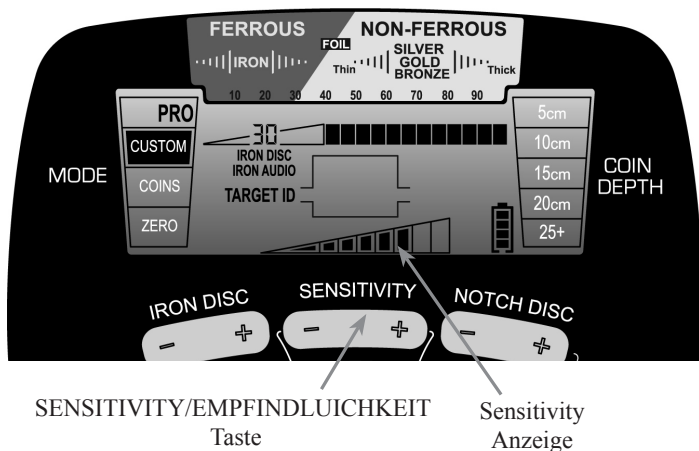 FERROUS
NON-FERROUS
FOIL
IRON
SILVER
GOLD
BRONZE
Thin
Thick
10 20 30 40 50 60 70 80 90
PRO
CUSTOM
COINS
ZERO
MODE
30
IRON DISC
IRON AUDIO
TARGET ID
5cm
10cm
15cm
20cm
25+
COIN
DEPTH
IRON DISC
SENSITIVITY
NOTCH DISC
- +
- +
- +
SENSITIVITY/EMPFINDLUICHKEIT
Taste
Sensitivity
Anzeige